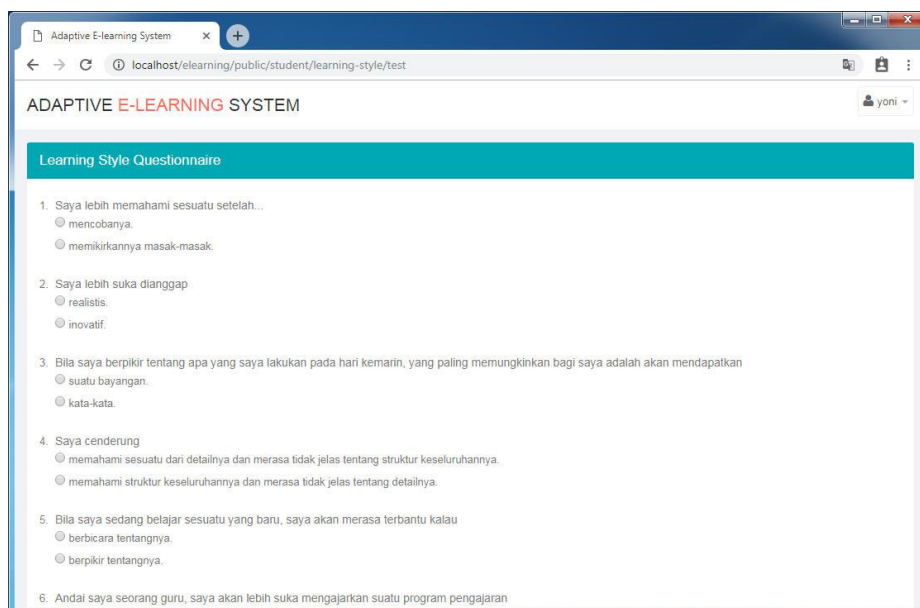 Adaptive E-learning System
localhost/elearning/public/student/learning-style/test
ADAPTIVE E-LEARNING SYSTEM
yoni
Learning Style Questionnaire
1. Saya lebih memahami sesuatu setelah...
mencobanya.
memikirkannya masak-masak.
2. Saya lebih suka dianggap
realistis.
inovatif.
3. Bila saya berpikir tentang apa yang saya lakukan pada hari kemarin, yang paling memungkinkan bagi saya adalah akan mendapatkan
suatu bayangan.
kata-kata.
4. Saya cenderung
memahami sesuatu dari detailnya dan merasa tidak jelas tentang struktur keseluruhannya.
memahami struktur keseluruhannya dan merasa tidak jelas tentang detailnya.
5. Bila saya sedang belajar sesuatu yang baru, saya akan merasa terbantu kalau
berbicara tentangnya.
berpikir tentangnya.
6. Andai saya seorang guru, saya akan lebih suka mengajarkan suatu program pengajaran